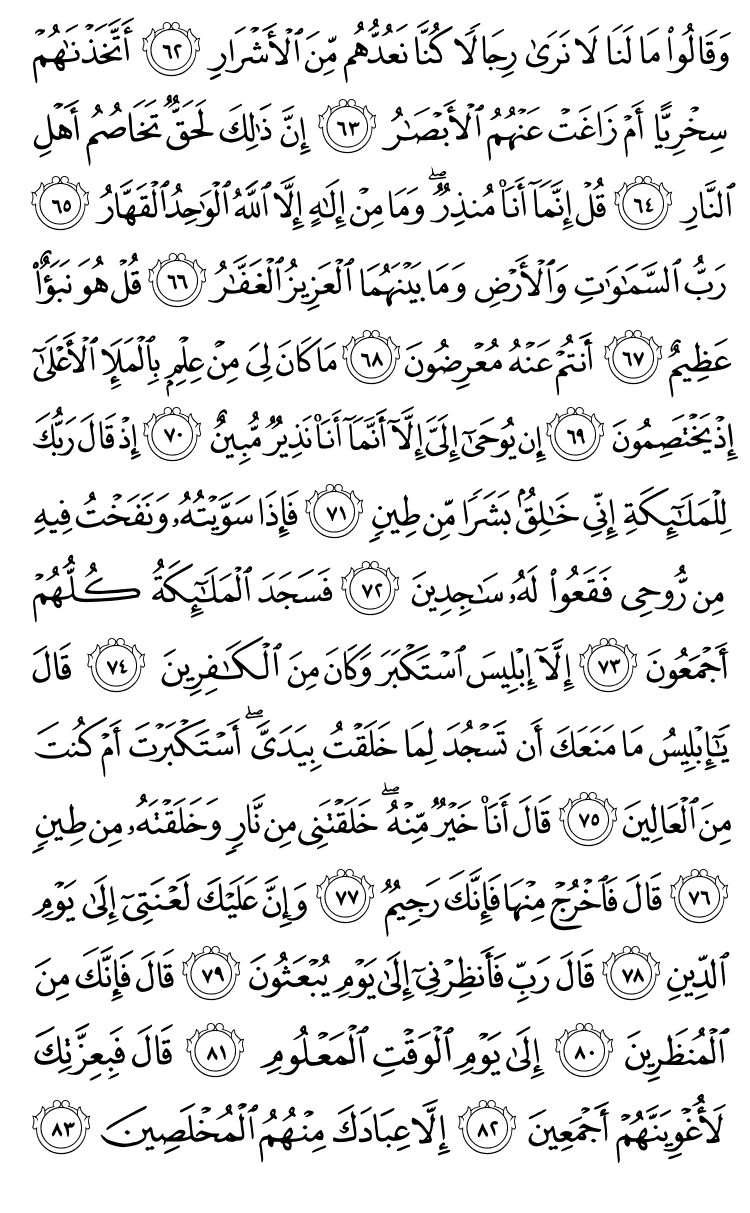 وَقَالُوا۟ مَا لَنَا لَا نَرَىٰ رِجَالًا كُنَّا نَعُدُّهُم مِّنَ ٱلْأَشْرَارِ ٦٢ أَتَّخَذْنَٰهُمْ
سِخْرِيًّا أَمْ زَاغَتْ عَنْهُمُ ٱلْأَبْصَٰرُ ٦٣ إِنَّ ذَٰلِكَ لَحَقٌّ تَخَاصُمُ أَهْلِ
ٱلنَّارِ ٦٤ قُلْ إِنَّمَآ أَنَا۠ مُنذِرٌ ۖ وَمَا مِنْ إِلَٰهٍ إِلَّا ٱللَّهُ ٱلْوَٰحِدُ ٱلْقَهَّارُ ٦٥
رَبُّ ٱلسَّمَٰوَٰتِ وَٱلْأَرْضِ وَمَا بَيْنَهُمَا ٱلْعَزِيزُ ٱلْغَفَّٰرُ ٦٦ قُلْ هُوَ نَبَؤٌا۟
عَظِيمٌ ٦٧ أَنتُمْ عَنْهُ مُعْرِضُونَ ٦٨ مَا كَانَ لِىَ مِنْ عِلْمٍۭ بِٱلْمَلَإِ ٱلْأَعْلَىٰٓ
إِذْ يَخْتَصِمُونَ ٦٩ إِن يُوحَىٰٓ إِلَىَّ إِلَّآ أَنَّمَآ أَنَا۠ نَذِيرٌ مُّبِينٌ ٧٠ إِذْ قَالَ رَبُّكَ
لِلْمَلَٰٓئِكَةِ إِنِّى خَٰلِقٌۢ بَشَرًا مِّن طِينٍ ٧١ فَإِذَا سَوَّيْتُهُۥ وَنَفَخْتُ فِيهِ
مِن رُّوحِى فَقَعُوا۟ لَهُۥ سَٰجِدِينَ ٧٢ فَسَجَدَ ٱلْمَلَٰٓئِكَةُ كُلُّهُمْ
أَجْمَعُونَ ٧٣ إِلَّآ إِبْلِيسَ ٱسْتَكْبَرَ وَكَانَ مِنَ ٱلْكَٰفِرِينَ ٧٤ قَالَ
يَٰٓإِبْلِيسُ مَا مَنَعَكَ أَن تَسْجُدَ لِمَا خَلَقْتُ بِيَدَىَّ ۖ أَسْتَكْبَرْتَ أَمْ كُنتَ
مِنَ ٱلْعَالِينَ ٧٥ قَالَ أَنَا۠ خَيْرٌ مِّنْهُ ۖ خَلَقْتَنِى مِن نَّارٍ وَخَلَقْتَهُۥ مِن طِينٍ
٧٦ قَالَ فَٱخْرُجْ مِنْهَا فَإِنَّكَ رَجِيمٌ ٧٧ وَإِنَّ عَلَيْكَ لَعْنَتِىٓ إِلَىٰ يَوْمِ
ٱلدِّينِ ٧٨ قَالَ رَبِّ فَأَنظِرْنِىٓ إِلَىٰ يَوْمِ يُبْعَثُونَ ٧٩ قَالَ فَإِنَّكَ مِنَ
ٱلْمُنظَرِينَ ٨٠ إِلَىٰ يَوْمِ ٱلْوَقْتِ ٱلْمَعْلُومِ ٨١ قَالَ فَبِعِزَّتِكَ
لَأُغْوِيَنَّهُمْ أَجْمَعِينَ ٨٢ إِلَّا عِبَادَكَ مِنْهُمُ ٱلْمُخْلَصِينَ ٨٣